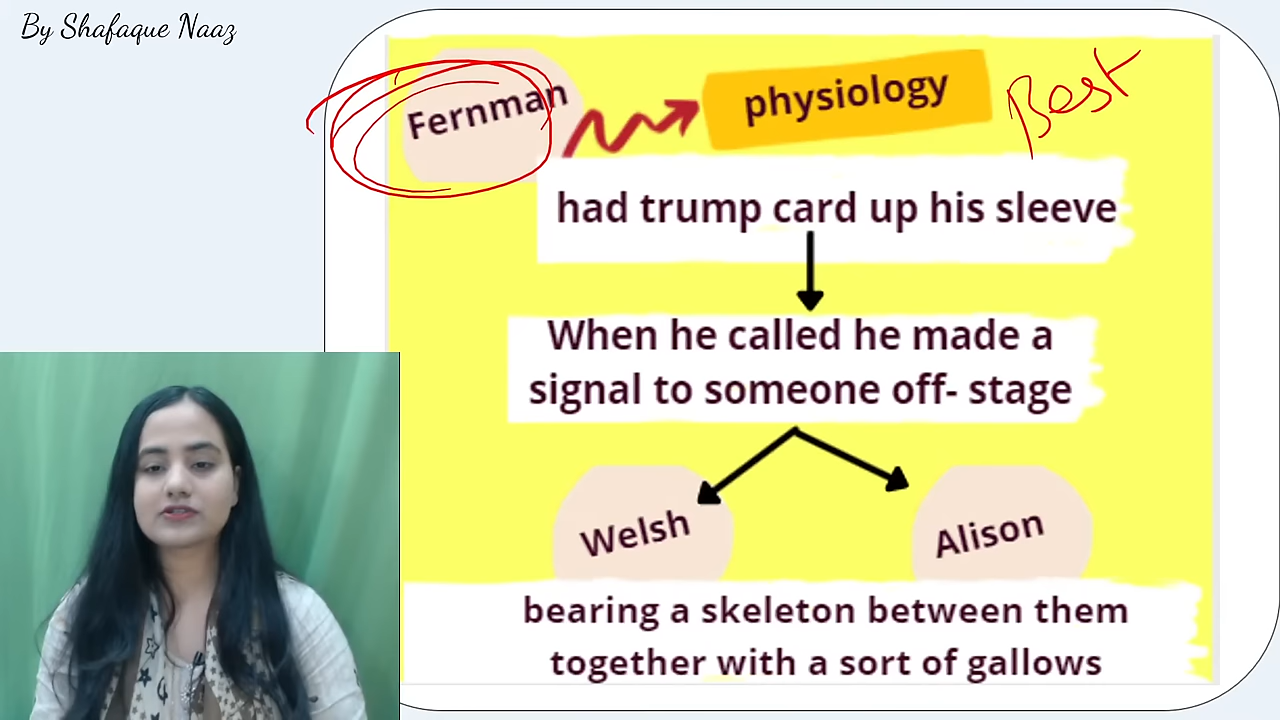 By Shafaque Naaz
Fernman
physiology
Best
had trump card up his sleeve
When he called he made a
signal to someone off- stage
Welsh
Alison
bearing a skeleton between them
together with a sort of gallows